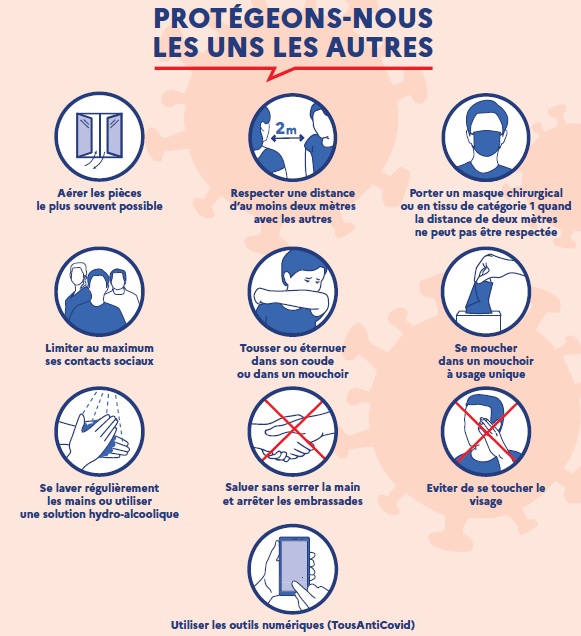 PROTÉGEONS-NOUS
LES UNS LES AUTRES
2m
Aérer les pièces
le plus souvent possible
Respecter une distance
d'au moins deux mètres
avec les autres
Porter un masque chirurgical
ou en tissu de catégorie 1 quand
la distance de deux mètres
ne peut pas être respectée
Limiter au maximum
ses contacts sociaux
Tousser ou éternuer
dans son coude
ou dans un mouchoir
Se moucher
dans un mouchoir
à usage unique
Se laver régulièrement
les mains ou utiliser
une solution hydro-alcoolique
Saluer sans serrer la main
et arrêter les embrassades
Eviter de se toucher le
visage
Utiliser les outils numériques (TousAntiCovid)